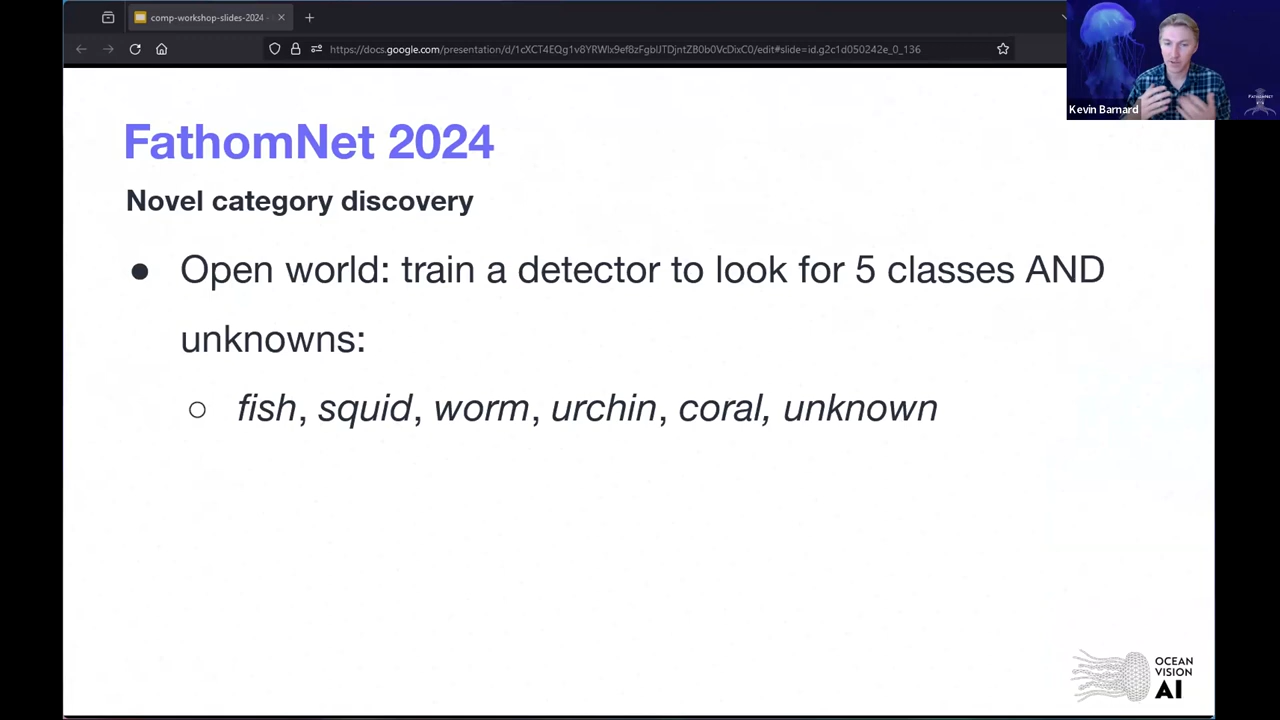 comp-workshop-slides-2024 -
https://docs.google.com/presentation/d/1cXCT4EQg1v8YRWlx9ef8zFgblJTDjntZB0b0VcDixC0/edit#slide=id.g2c1d050242e_0_136
Kevin Barnard
FATHOMNET
FathomNet 2024
Novel category discovery
● Open world: train a detector to look for 5 classes AND
unknowns:
○ fish, squid, worm, urchin, coral, unknown
OCEAN
VISION
AI